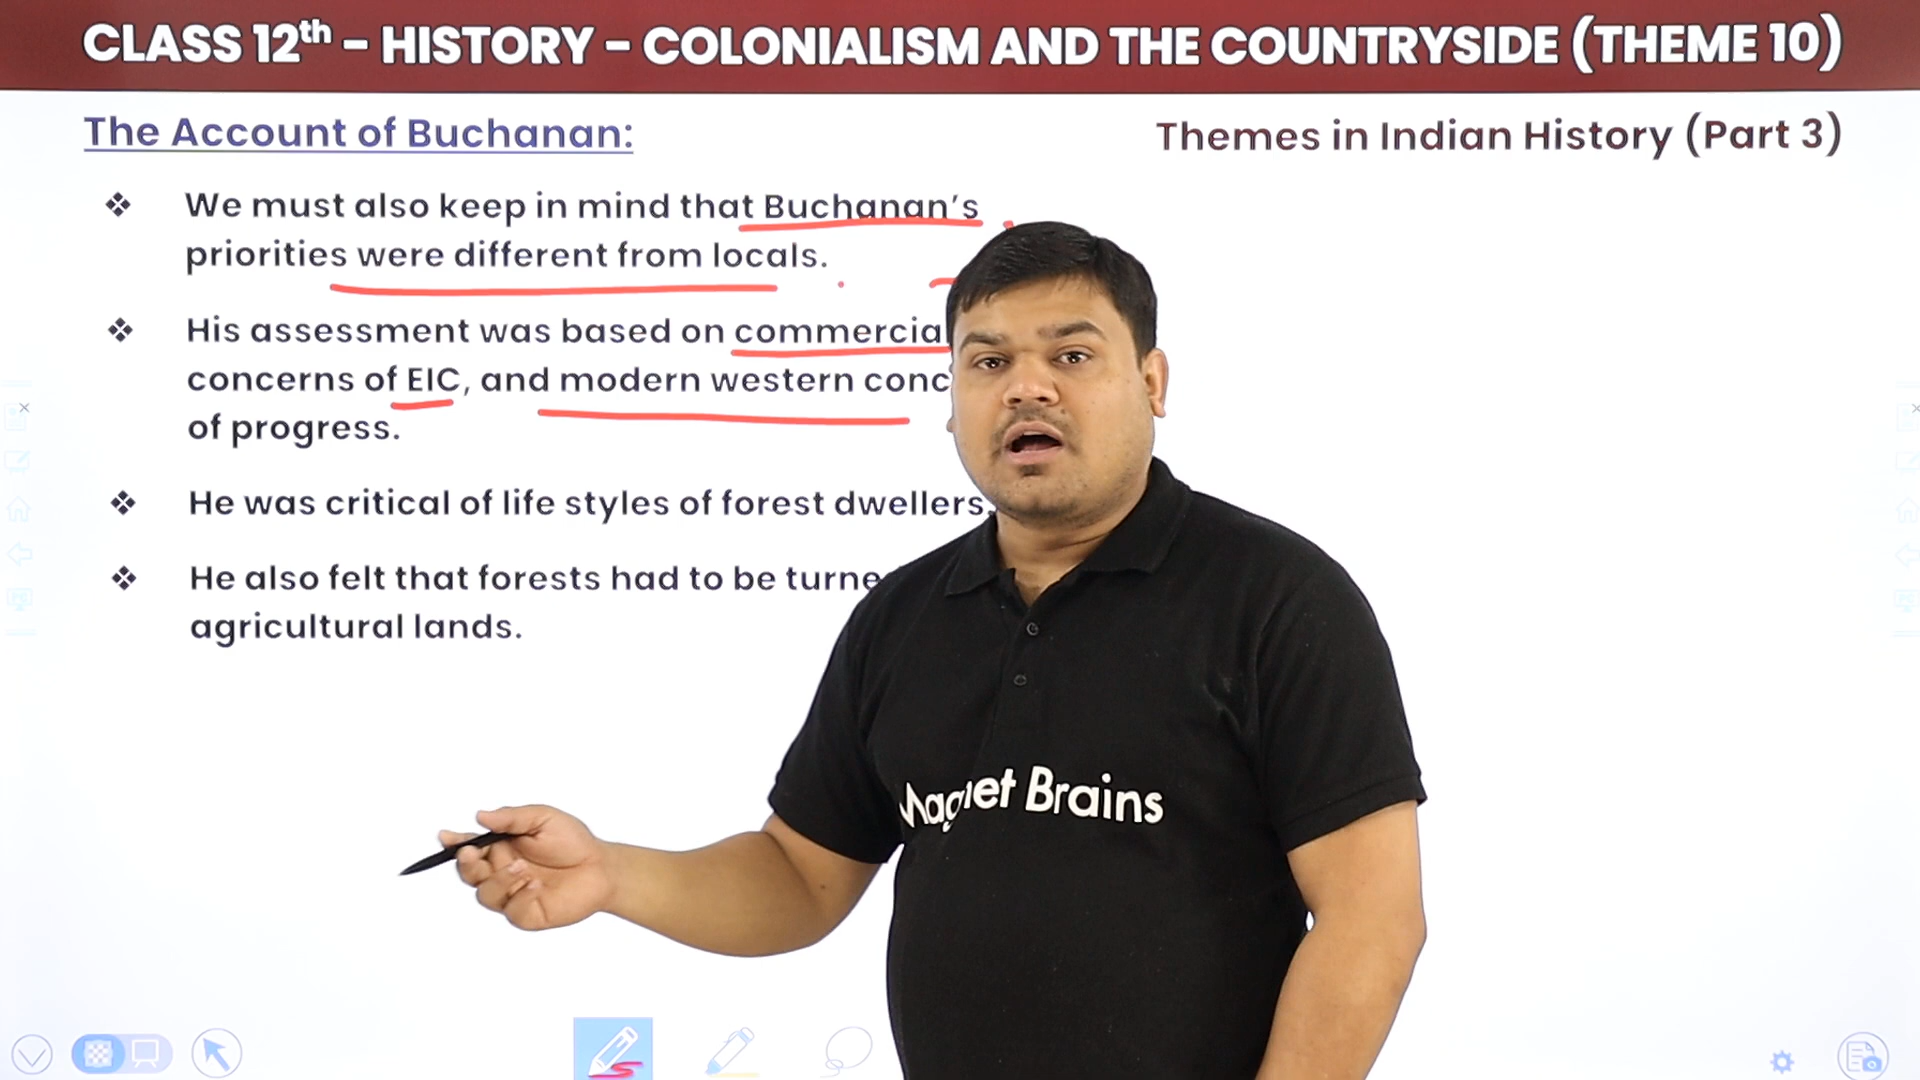 CLASS 12th – HISTORY – COLONIALISM AND THE COUNTRYSIDE (THEME 10)
The Account of Buchanan:
Themes in Indian History (Part 3)
❖ We must also keep in mind that Buchanan's
priorities were different from locals.
❖ His assessment was based on commercia
concerns of EIC, and modern western conc
of progress.
❖ He was critical of life styles of forest dwellers.
❖ He also felt that forests had to be turne
agricultural lands.
Magnet Brains